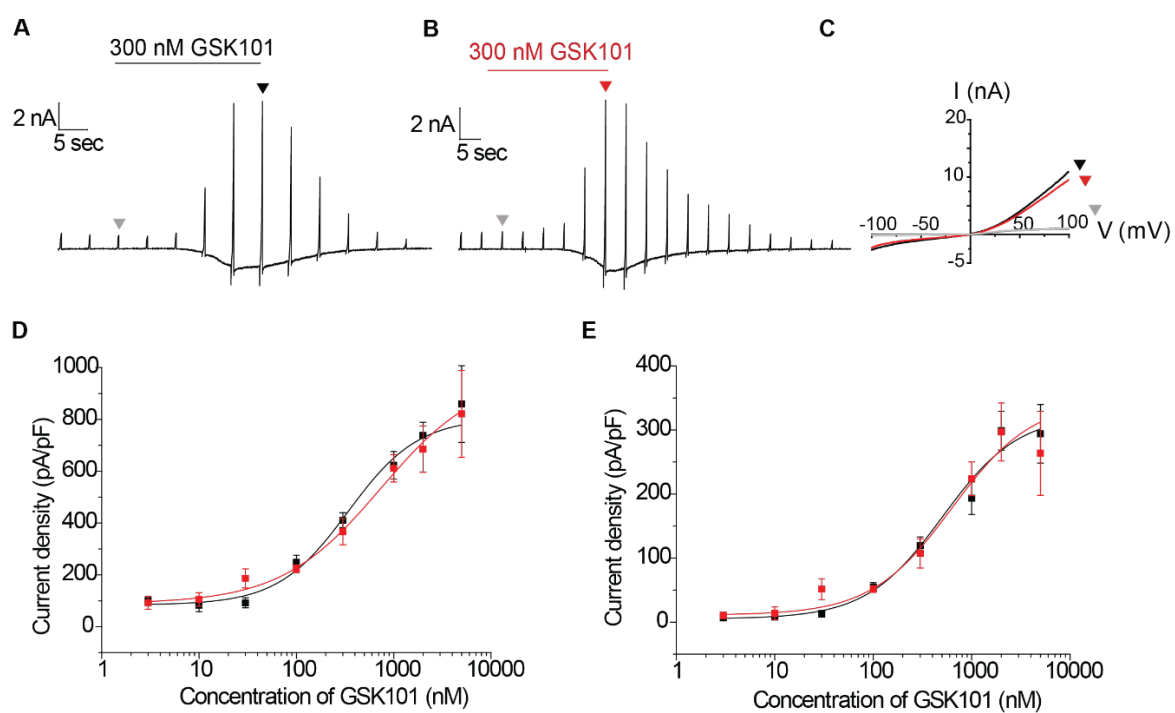 A
300 nM GSK101
2 nA
5 sec
B
300 nM GSK101
2 nA
5 sec
C
I (nA)
20
10
-100 -50 50 100
V (mV)
-5
D
Current density (pA/pF)
1000
800
600
400
200
0
1 10 100 1000 10000
Concentration of GSK101 (nM)
E
Current density (pA/pF)
400
300
200
100
0
1 10 100 1000 10000
Concentration of GSK101 (nM)